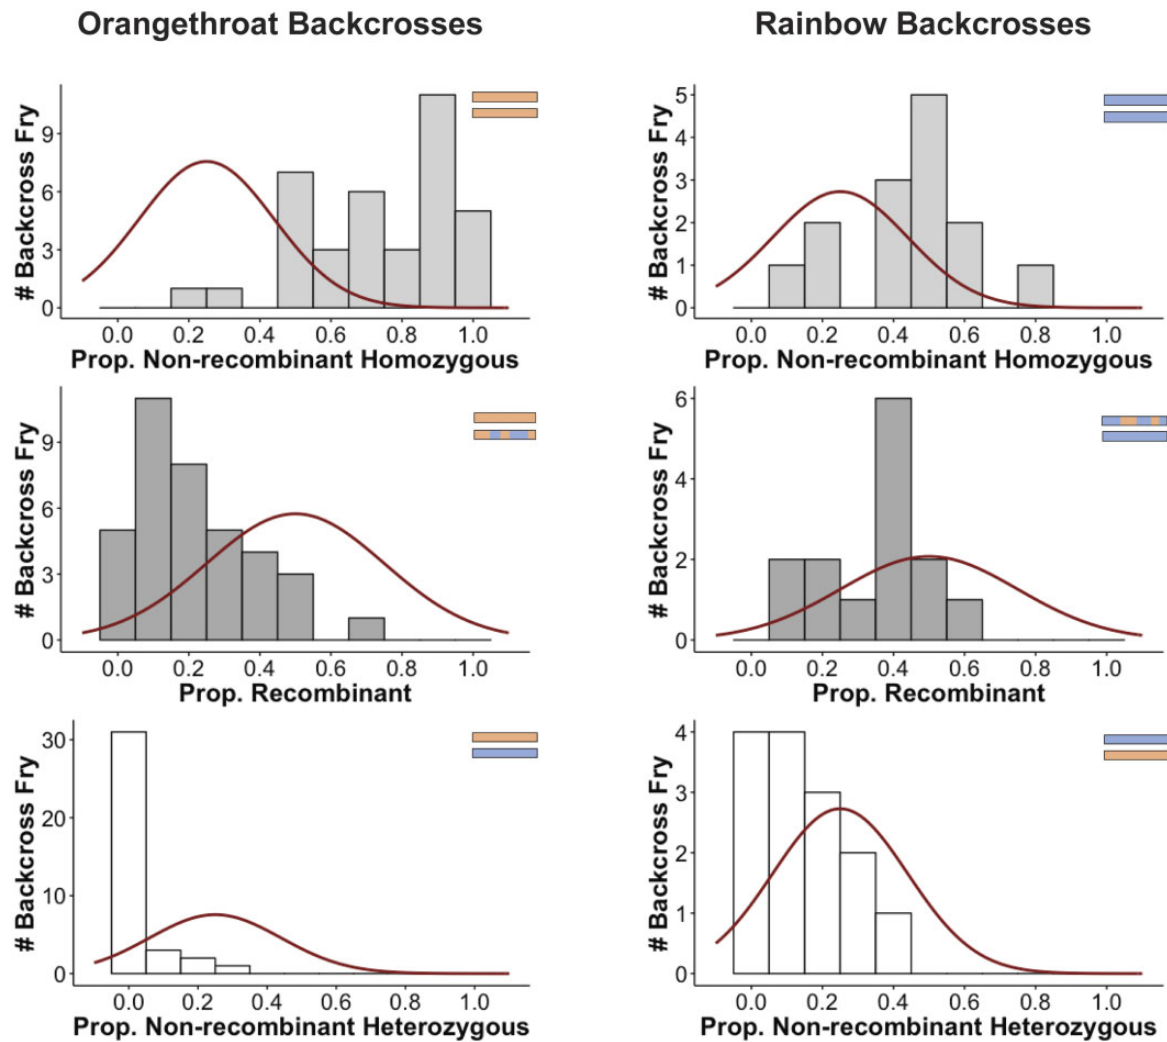 Orangethroat Backcrosses
Rainbow Backcrosses
# Backcross Fry
9
6
3
0
0.0 0.2 0.4 0.6 0.8 1.0
Prop. Non-recombinant Homozygous
# Backcross Fry
5
4
3
2
1
0
0.0 0.2 0.4 0.6 0.8 1.0
Prop. Non-recombinant Homozygous
# Backcross Fry
9
6
3
0
0.0 0.2 0.4 0.6 0.8 1.0
Prop. Recombinant
# Backcross Fry
6
4
2
0
0.0 0.2 0.4 0.6 0.8 1.0
Prop. Recombinant
# Backcross Fry
30
20
10
0
0.0 0.2 0.4 0.6 0.8 1.0
Prop. Non-recombinant Heterozygous
# Backcross Fry
4
3
2
1
0
0.0 0.2 0.4 0.6 0.8 1.0
Prop. Non-recombinant Heterozygous